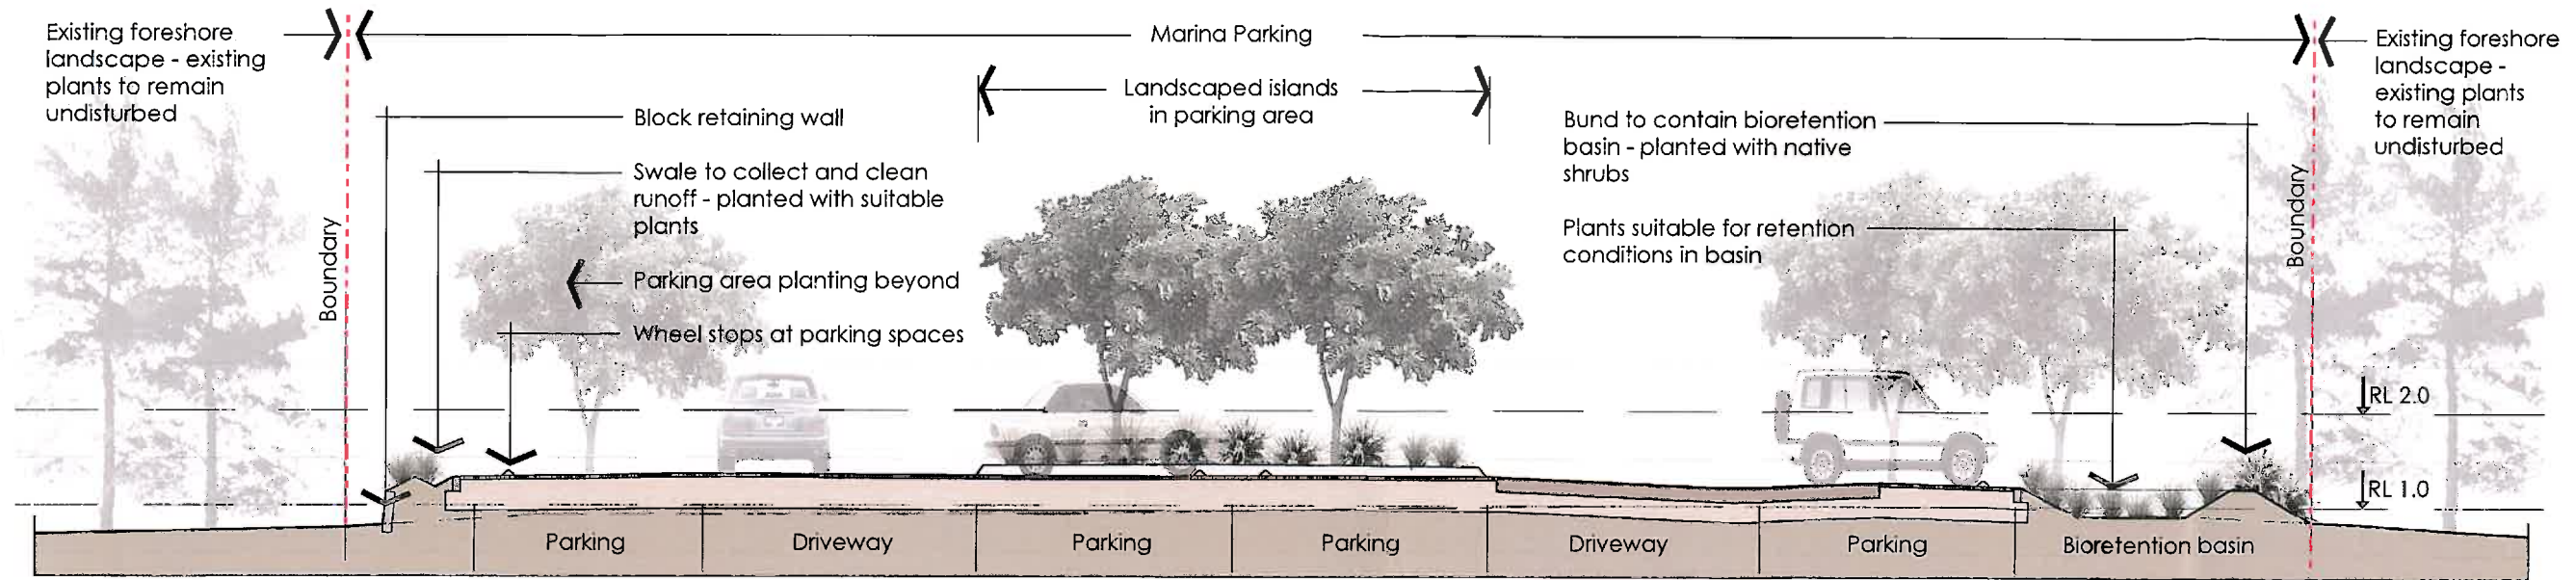 Existing foreshore
landscape - existing
plants to remain
undisturbed
Marina Parking
Existing foreshore
landscape -
existing plants
to remain
undisturbed
Landscaped islands
in parking area
Block retaining wall
Swale to collect and clean
runoff - planted with suitable
plants
Parking area planting beyond
Wheel stops at parking spaces
Bund to contain bioretention
basin - planted with native
shrubs
Plants suitable for retention
conditions in basin
Boundary
Boundary
RL 2.0
RL 1.0
Parking
Driveway
Parking
Parking
Driveway
Parking
Bioretention basin